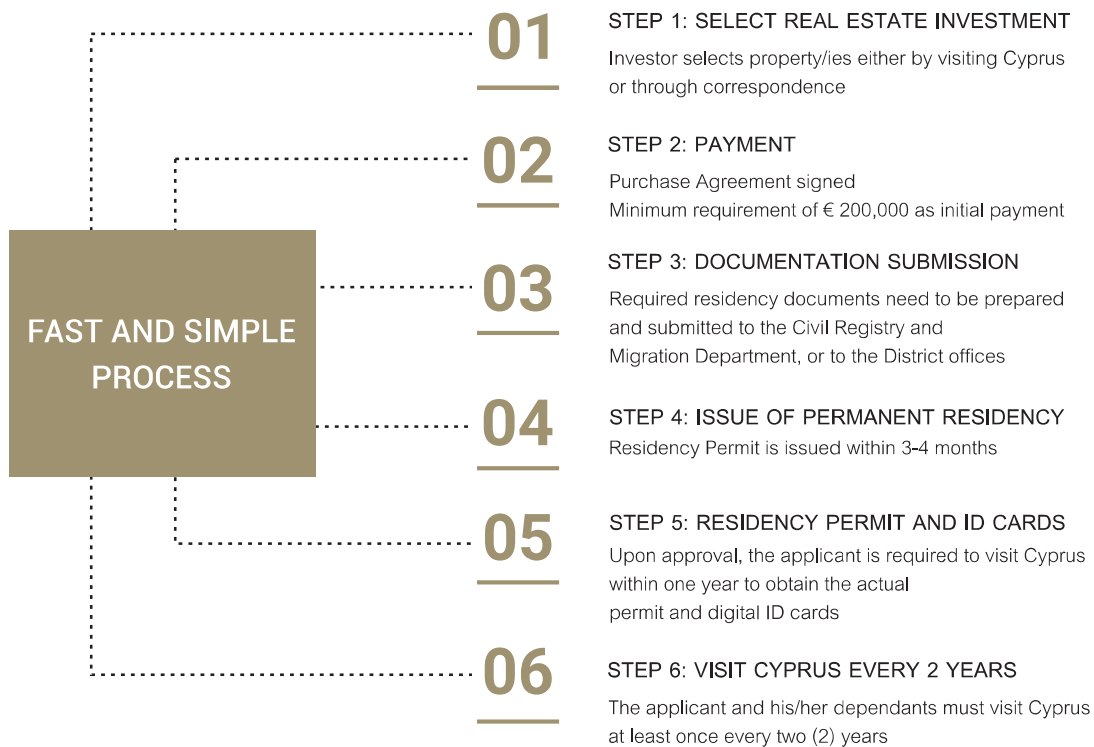 01
STEP 1: SELECT REAL ESTATE INVESTMENT
Investor selects property/ies either by visiting Cyprus
or through correspondence
02
STEP 2: PAYMENT
Purchase Agreement signed
Minimum requirement of € 200,000 as initial payment
FAST AND SIMPLE
PROCESS
03
STEP 3: DOCUMENTATION SUBMISSION
Required residency documents need to be prepared
and submitted to the Civil Registry and
Migration Department, or to the District offices
04
STEP 4: ISSUE OF PERMANENT RESIDENCY
Residency Permit is issued within 3-4 months
05
STEP 5: RESIDENCY PERMIT AND ID CARDS
Upon approval, the applicant is required to visit Cyprus
within one year to obtain the actual
permit and digital ID cards
06
STEP 6: VISIT CYPRUS EVERY 2 YEARS
The applicant and his/her dependants must visit Cyprus
at least once every two (2) years